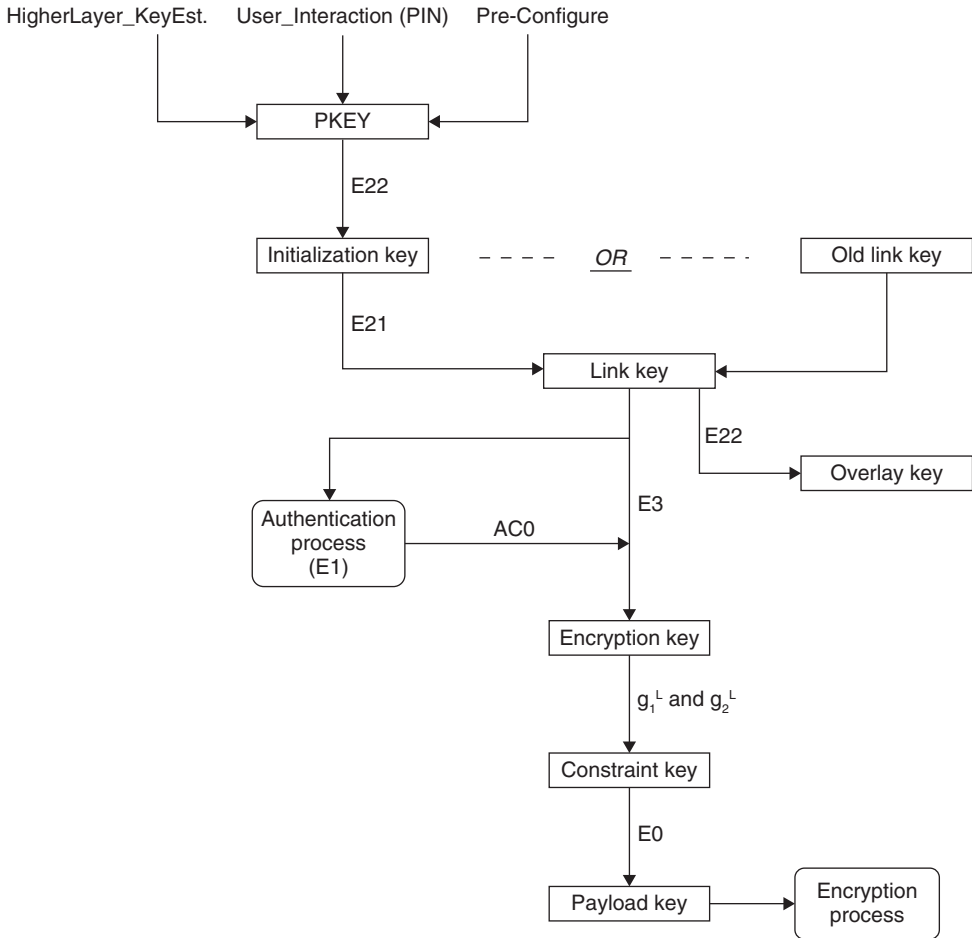 HigherLayer_KeyEst.
User_Interaction (PIN)
Pre-Configure
PKEY
E22
Initialization key
OR
Old link key
E21
Link key
E22
Overlay key
E3
Authentication
process
(E1)
AC0
Encryption key
g₁ᴸ and g₂ᴸ
Constraint key
E0
Payload key
Encryption
process